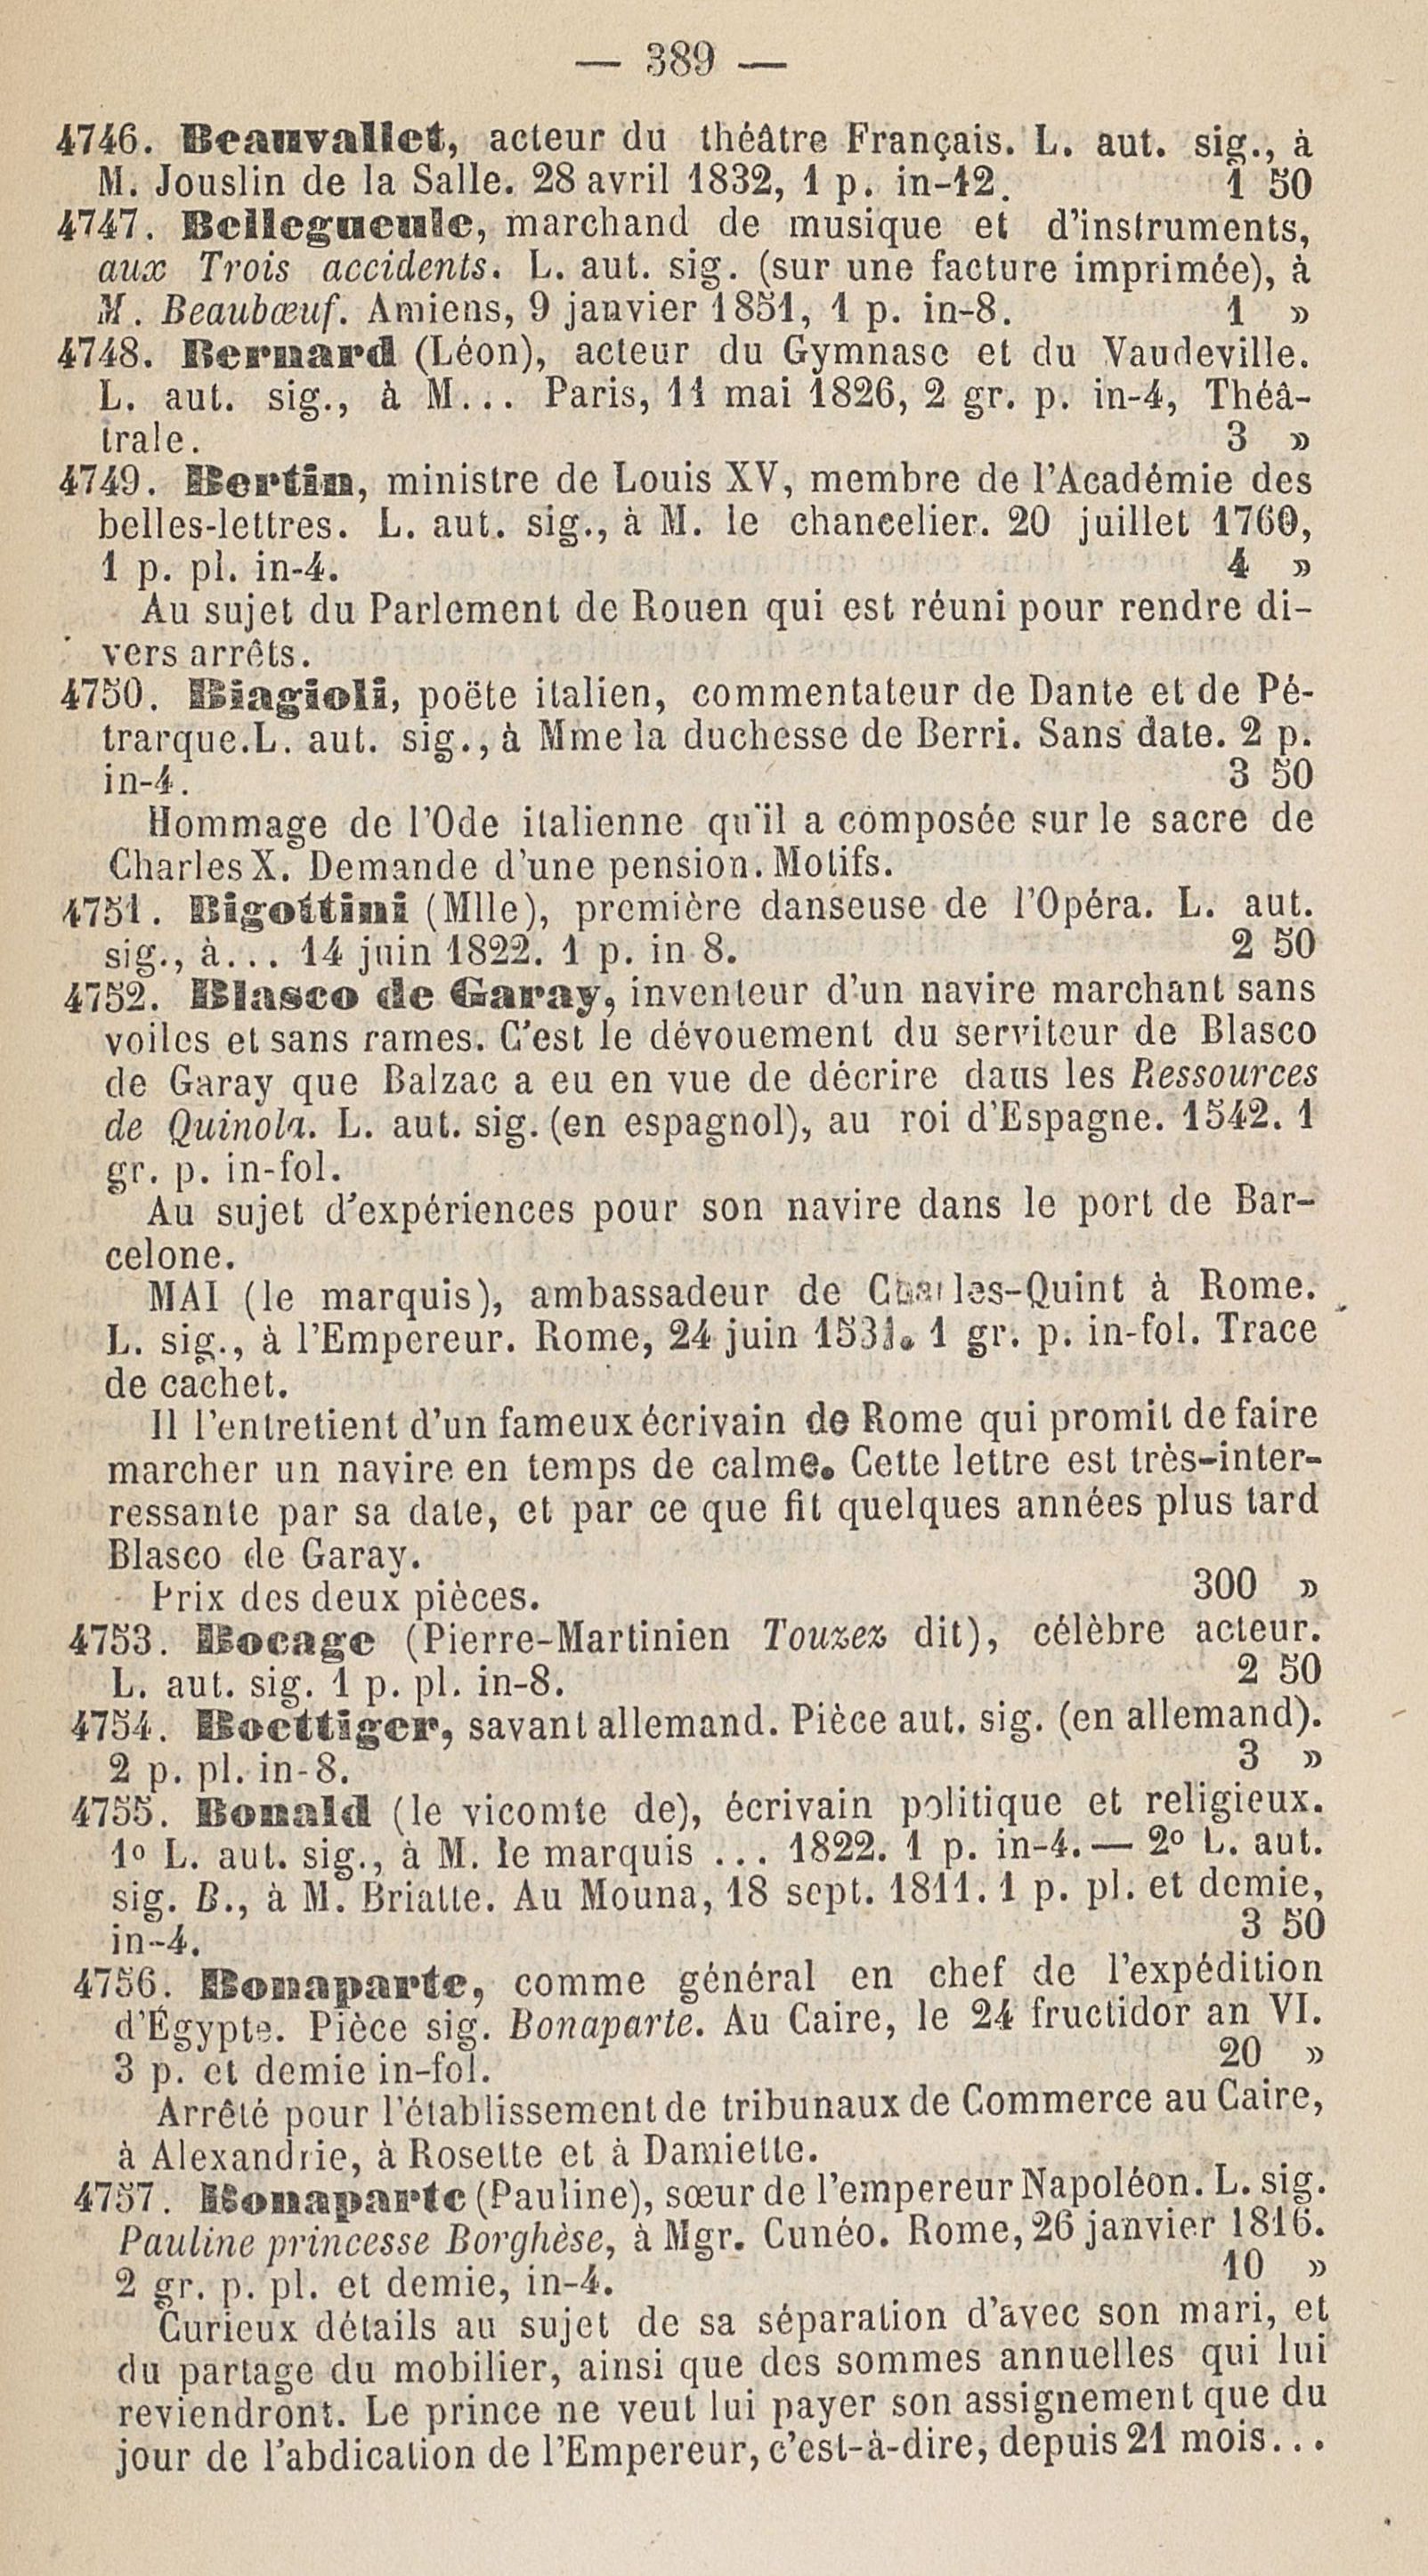 — 389 —
4746. Beauvallet, acteur du théâtre Français. L. aut. sig., à
M. Jouslin de la Salle. 28 avril 1832, 1 p. in-12. 1 50
4747. Bellegueule, marchand de musique et d'instruments,
aux Trois accidents. L. aut. sig. (sur une facture imprimée), à
M. Beaubœuf. Amiens, 9 janvier 1851, 1 p. in-8. 1 »
4748. Bernard (Léon), acteur du Gymnase et du Vaudeville.
L. aut. sig., à M... Paris, 11 mai 1826, 2 gr. p. in-4, Théâ-
trale. 3 »
4749. Bertin, ministre de Louis XV, membre de l'Académie des
belles-lettres. L. aut. sig., à M. le chancelier. 20 juillet 1760,
1 p. pl. in-4. 4 »
Au sujet du Parlement de Rouen qui est réuni pour rendre di-
vers arrêts.
4750. Biagioli, poëte italien, commentateur de Dante et de Pé-
trarque. L. aut. sig., à Mme la duchesse de Berri. Sans date. 2 p.
in-4. 3 50
Hommage de l'Ode italienne qu'il a composée sur le sacre de
Charles X. Demande d'une pension. Motifs.
4751. Bigottini (Mlle), première danseuse de l'Opéra. L. aut.
sig., à... 14 juin 1822. 1 p. in 8. 2 50
4752. Blasco de Garay, inventeur d'un navire marchant sans
voiles et sans rames. C'est le dévouement du serviteur de Blasco
de Garay que Balzac a eu en vue de décrire daus les Ressources
de Quinola. L. aut. sig. (en espagnol), au roi d'Espagne. 1542. 1
gr. p. in-fol.
Au sujet d'expériences pour son navire dans le port de Bar-
celone.
MAI (le marquis), ambassadeur de Charles-Quint à Rome.
L. sig., à l'Empereur. Rome, 24 juin 1531. 1 gr. p. in-fol. Trace
de cachet.
Il l'entretient d'un fameux écrivain de Rome qui promit de faire
marcher un navire en temps de calme. Cette lettre est très-inter-
ressante par sa date, et par ce que fit quelques années plus tard
Blasco de Garay.
Prix des deux pièces. 300 »
4753. Bocage (Pierre-Martinien Touzez dit), célèbre acteur.
L. aut. sig. 1 p. pl. in-8. 2 50
4754. Boettiger, savant allemand. Pièce aut. sig. (en allemand).
2 p. pl. in-8. 3 »
4755. Bonald (le vicomte de), écrivain politique et religieux.
1º L. aut. sig., à M. le marquis ... 1822. 1 p. in-4. — 2º L. aut.
sig. B., à M. Briatte. Au Mouna, 18 sept. 1811. 1 p. pl. et demie,
in-4. 3 50
4756. Bonaparte, comme général en chef de l'expédition
d'Égypte. Pièce sig. Bonaparte. Au Caire, le 24 fructidor an VI.
3 p. et demie in-fol. 20 »
Arrêté pour l'établissement de tribunaux de Commerce au Caire,
à Alexandrie, à Rosette et à Damiette.
4757. Bonaparte (Pauline), sœur de l'empereur Napoléon. L. sig.
Pauline princesse Borghèse, à Mgr. Cunéo. Rome, 26 janvier 1816.
2 gr. p. pl. et demie, in-4. 10 »
Curieux détails au sujet de sa séparation d'avec son mari, et
du partage du mobilier, ainsi que des sommes annuelles qui lui
reviendront. Le prince ne veut lui payer son assignement que du
jour de l'abdication de l'Empereur, c'est-à-dire, depuis 21 mois...